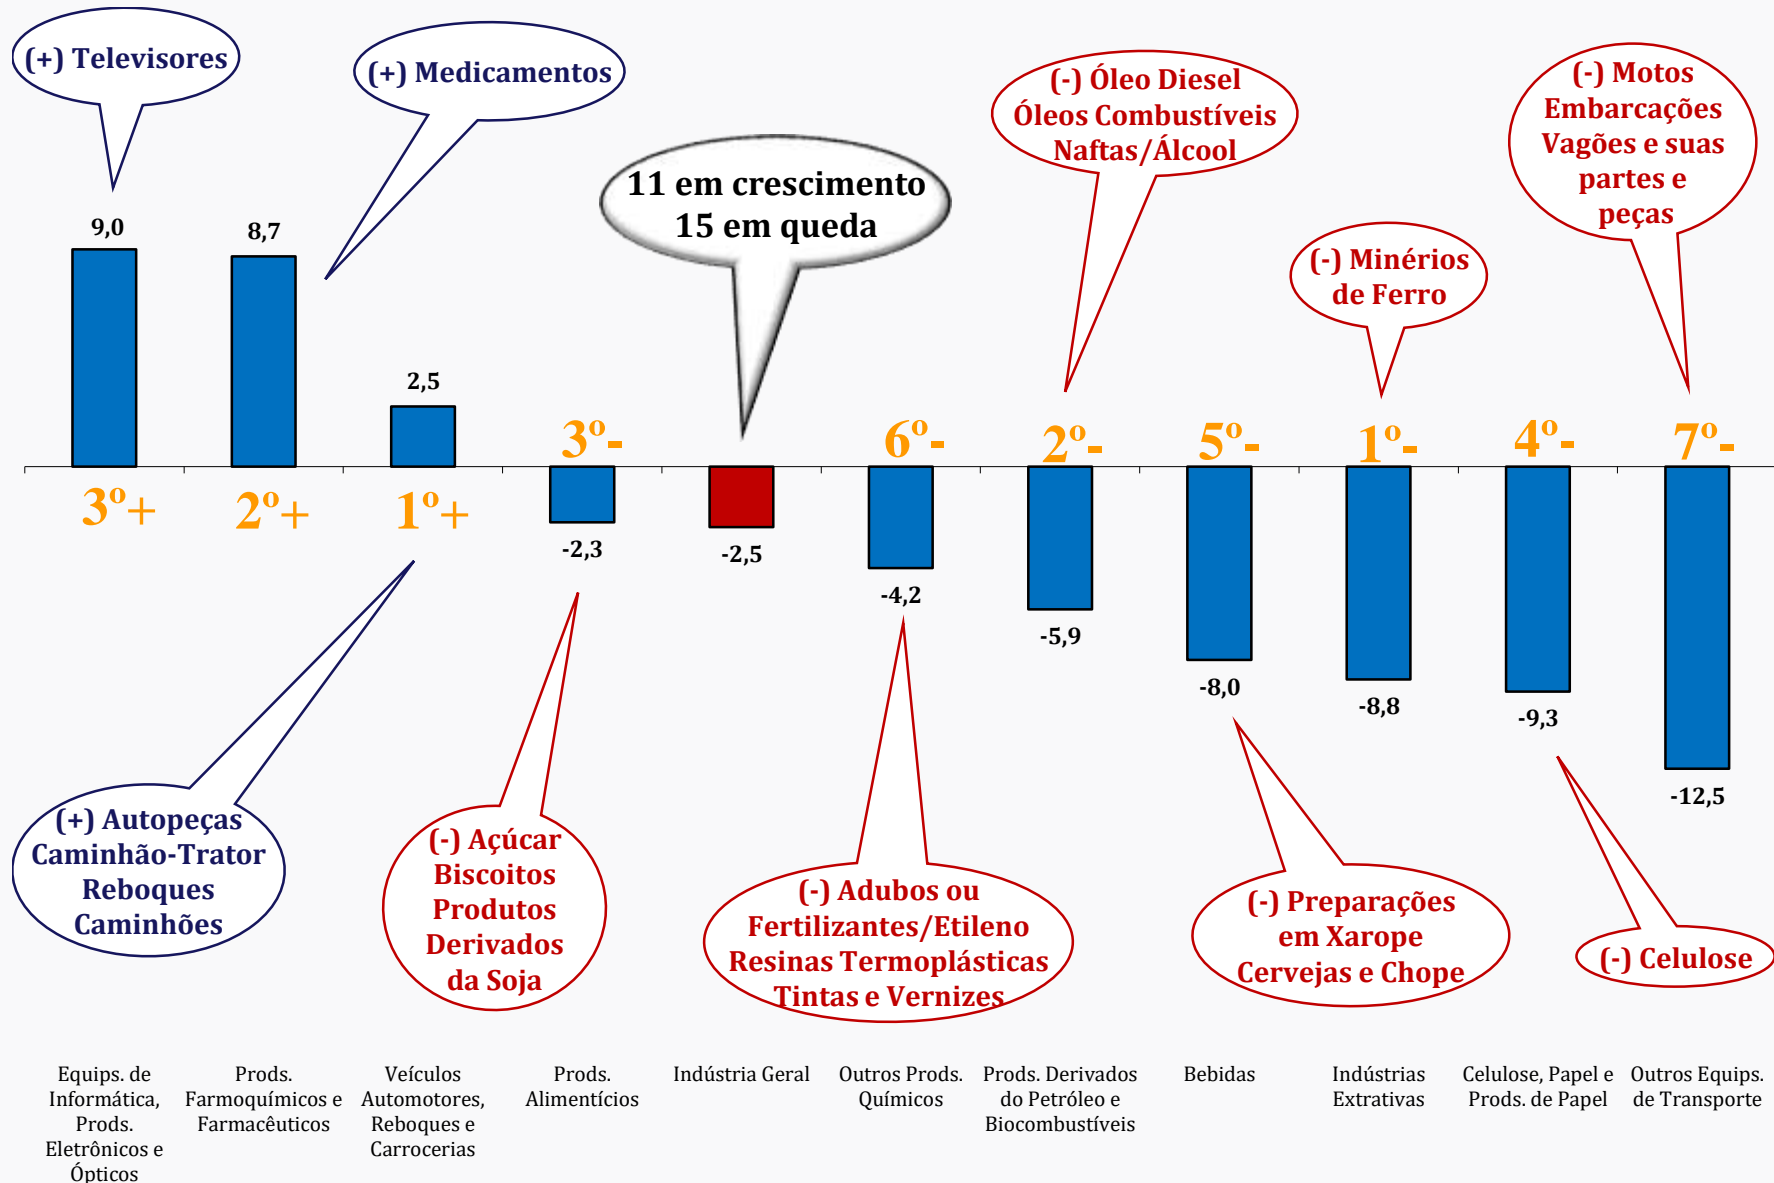 (+) Televisores
(+) Medicamentos
11 em crescimento
15 em queda
(-) Óleo Diesel
Óleos Combustíveis
Naftas/Álcool
(-) Minérios
de Ferro
(-) Motos
Embarcações
Vagões e suas
partes e
peças
9,0
8,7
2,5
3º-
6º-
2º-
5º-
1º-
4º-
7º-
3º+
2º+
1º+
-2,3
-2,5
-4,2
-5,9
-8,0
-8,8
-9,3
-12,5
(+) Autopeças
Caminhão-Trator
Reboques
Caminhões
(-) Açúcar
Biscoitos
Produtos
Derivados
da Soja
(-) Adubos ou
Fertilizantes/Etileno
Resinas Termoplásticas
Tintas e Vernizes
(-) Preparações
em Xarope
Cervejas e Chope
(-) Celulose
Equips. de
Informática,
Prods.
Eletrônicos e
Ópticos
Prods.
Farmoquímicos e
Farmacêuticos
Veículos
Automotores,
Reboques e
Carrocerias
Prods.
Alimentícios
Indústria Geral
Outros Prods.
Químicos
Prods. Derivados
do Petróleo e
Biocombustíveis
Bebidas
Indústrias
Extrativas
Celulose, Papel e
Prods. de Papel
Outros Equips.
de Transporte